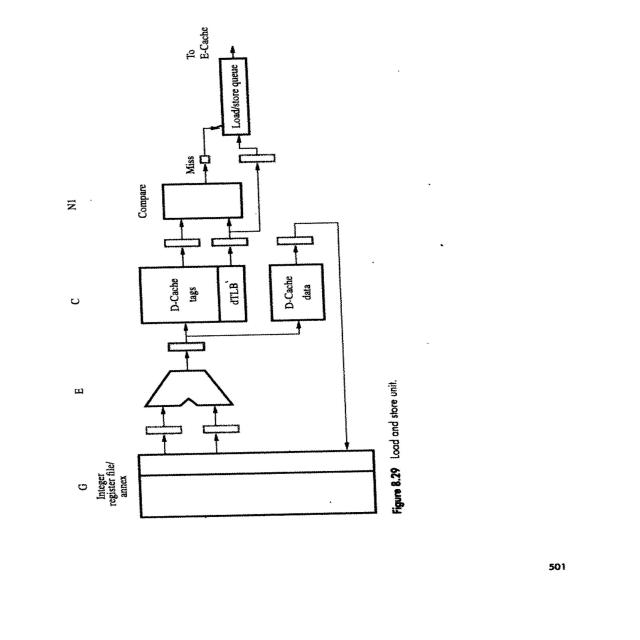 G
E
C
N1
Integer
register file/
annex
D-Cache
tags
dTLB
D-Cache
data
Compare
Miss
Load/store queue
To
E-Cache
Figure 8.29 Load and store unit.
501